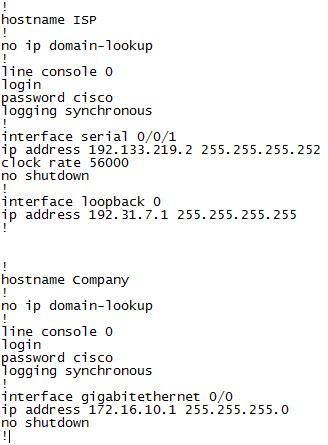 !
hostname ISP
!
no ip domain-lookup
!
line console 0
login
password cisco
logging synchronous
!
interface serial 0/0/1
ip address 192.133.219.2 255.255.255.252
clock rate 56000
no shutdown
!
interface loopback 0
ip address 192.31.7.1 255.255.255.255
!
!
hostname Company
!
no ip domain-lookup
!
line console 0
login
password cisco
logging synchronous
!
interface gigabitethernet 0/0
ip address 172.16.10.1 255.255.255.0
no shutdown
!